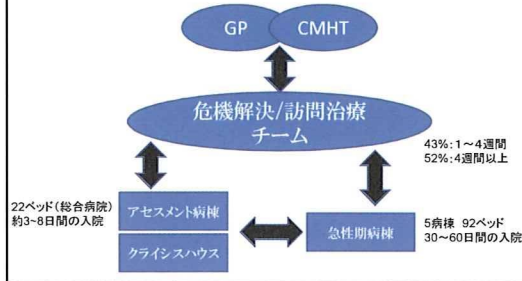 GP
CMHT
危機解決/訪問治療
チーム
43%:1～4週間
52%:4週間以上
22ベッド(総合病院)
約3~8日間の入院
アセスメント病棟
クライシスハウス
急性期病棟
5病棟 92ベッド
30～60日間の入院